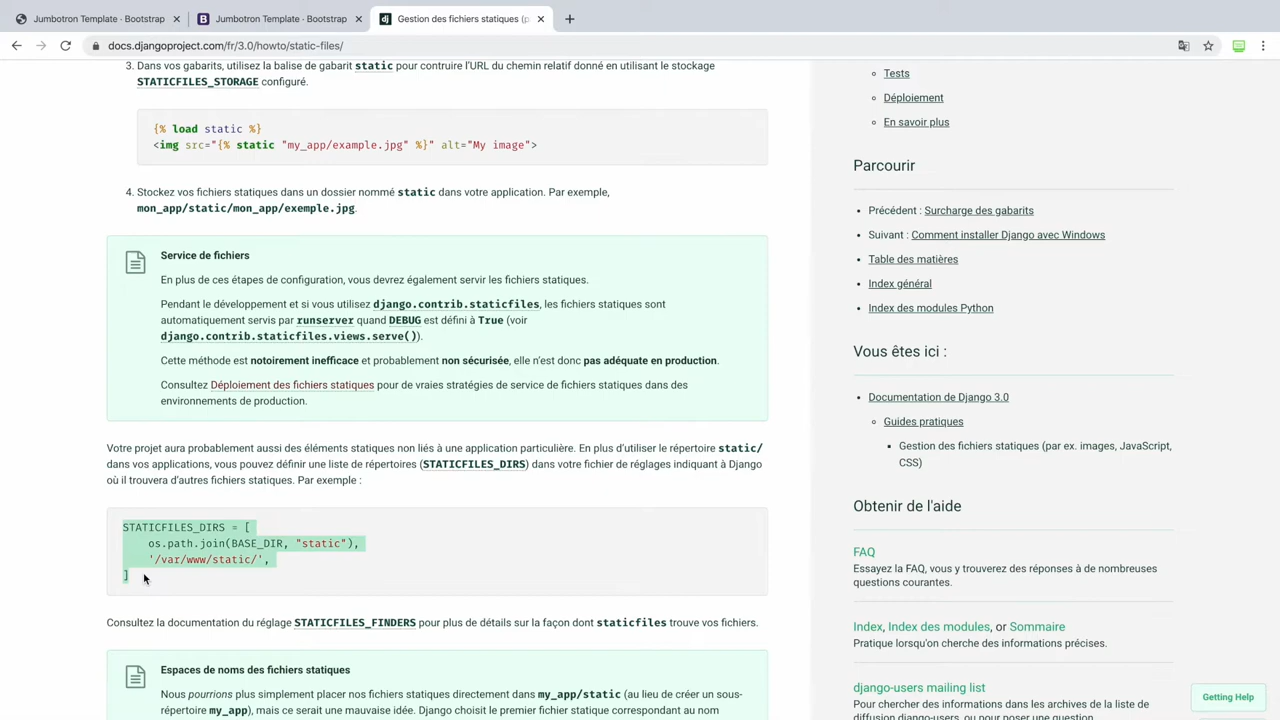 Jumbotron Template · Bootstrap
Jumbotron Template · Bootstrap
Gestion des fichiers statiques (p
docs.djangoproject.com/fr/3.0/howto/static-files/
3. Dans vos gabarits, utilisez la balise de gabarit static pour construire l'URL du chemin relatif donné en utilisant le stockage
STATICFILES_STORAGE configuré.
{% load static %}
<img src="{% static "my_app/example.jpg" %}" alt="My image">
4. Stockez vos fichiers statiques dans un dossier nommé static dans votre application. Par exemple,
mon_app/static/mon_app/exemple.jpg.
Service de fichiers
En plus de ces étapes de configuration, vous devrez également servir les fichiers statiques.
Pendant le développement et si vous utilisez django.contrib.staticfiles, les fichiers statiques sont
automatiquement servis par runserver quand DEBUG est défini à True (voir
django.contrib.staticfiles.views.serve()).
Cette méthode est notoirement inefficace et probablement non sécurisée, elle n'est donc pas adéquate en production.
Consultez Déploiement des fichiers statiques pour de vraies stratégies de service de fichiers statiques dans des
environnements de production.
Votre projet aura probablement aussi des éléments statiques non liés à une application particulière. En plus d'utiliser le répertoire static/
dans vos applications, vous pouvez définir une liste de répertoires (STATICFILES_DIRS) dans votre fichier de réglages indiquant à Django
où il trouvera d'autres fichiers statiques. Par exemple :
STATICFILES_DIRS = [
os.path.join(BASE_DIR, "static"),
'/var/www/static/',
]
Consultez la documentation du réglage STATICFILES_FINDERS pour plus de détails sur la façon dont staticfiles trouve vos fichiers.
Espaces de noms des fichiers statiques
Nous pourrions plus simplement placer nos fichiers statiques directement dans my_app/static (au lieu de créer un sous-
répertoire my_app), mais ce serait une mauvaise idée. Django choisit le premier fichier statique correspondant au nom
Tests
Déploiement
En savoir plus
Parcourir
Précédent : Surcharge des gabarits
Suivant : Comment installer Django avec Windows
Table des matières
Index général
Index des modules Python
Vous êtes ici :
Documentation de Django 3.0
Guides pratiques
Gestion des fichiers statiques (par ex. images, JavaScript,
CSS)
Obtenir de l'aide
FAQ
Essayez la FAQ, vous y trouverez des réponses à de nombreuses
questions courantes.
Index, Index des modules, or Sommaire
Pratique lorsqu'on cherche des informations précises.
django-users mailing list
Pour chercher des informations dans les archives de la liste de
diffusion django-users, ou pour poser une question.
Getting Help